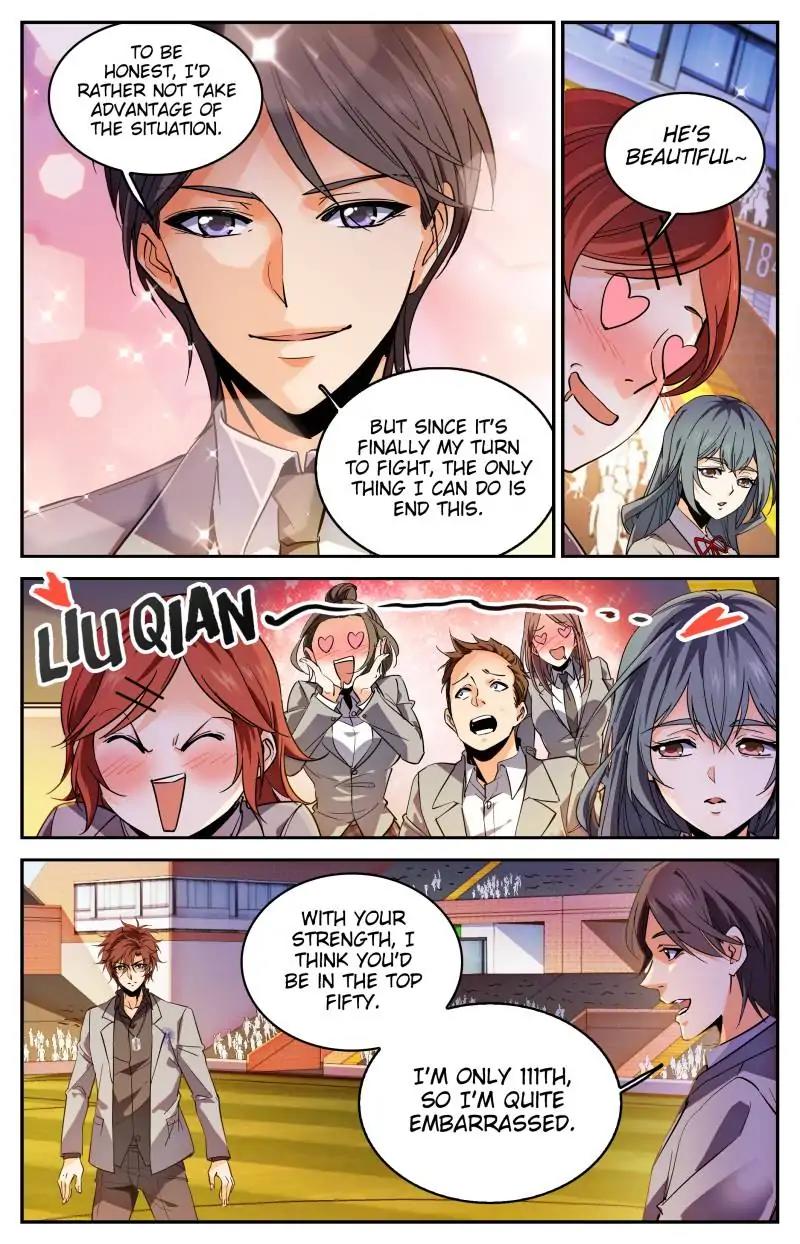 TO BE
HONEST, I'D
RATHER NOT TAKE
ADVANTAGE OF
THE SITUATION.
BUT SINCE IT'S
FINALLY MY TURN
TO FIGHT, THE ONLY
THING I CAN DO IS
END THIS.
HE'S
BEAUTIFUL~
184
LIU QIAN
WITH YOUR
STRENGTH, I
THINK YOU'D
BE IN THE TOP
FIFTY.
I'M ONLY 111TH,
SO I'M QUITE
EMBARRASSED.